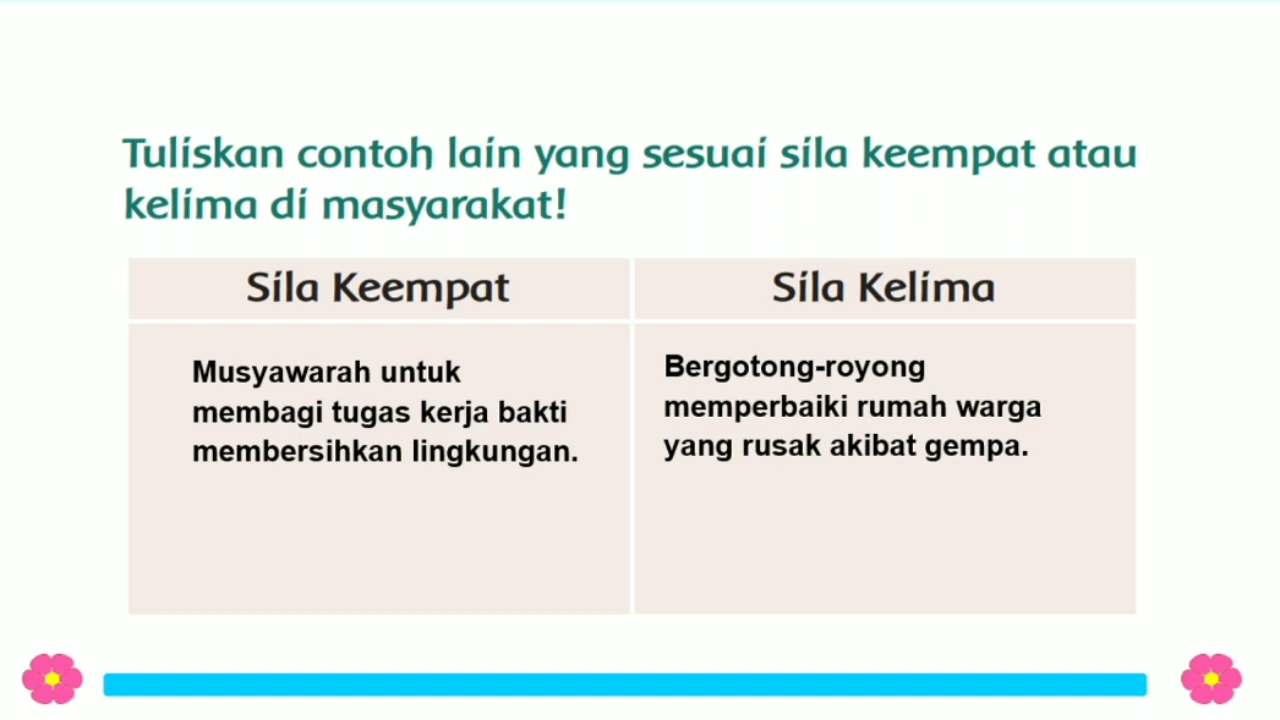 Tuliskan contoh lain yang sesuai sila keempat atau
kelima di masyarakat!
Sila Keempat
Sila Kelima
Musyawarah untuk
membagi tugas kerja bakti
membersihkan lingkungan.
Bergotong-royong
memperbaiki rumah warga
yang rusak akibat gempa.